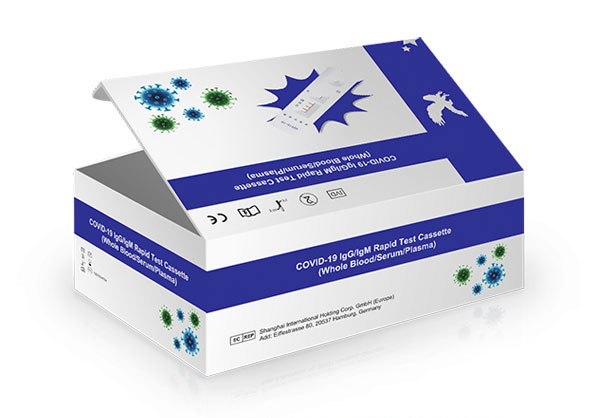 COVID-19 IgG/IgM Rapid Test Cassette
(Whole Blood/Serum/Plasma)
IVD
2
CE
COVID-19 IgG/IgM Rapid Test Cassette
(Whole Blood/Serum/Plasma)
COVID-19 IgG/IgM Rapid Test Cassette
(Whole Blood/Serum/Plasma)
EC REP
Shanghai International Holding Corp. GmbH (Europe)
Add: Eiffestrasse 80, 20537 Hamburg, Germany